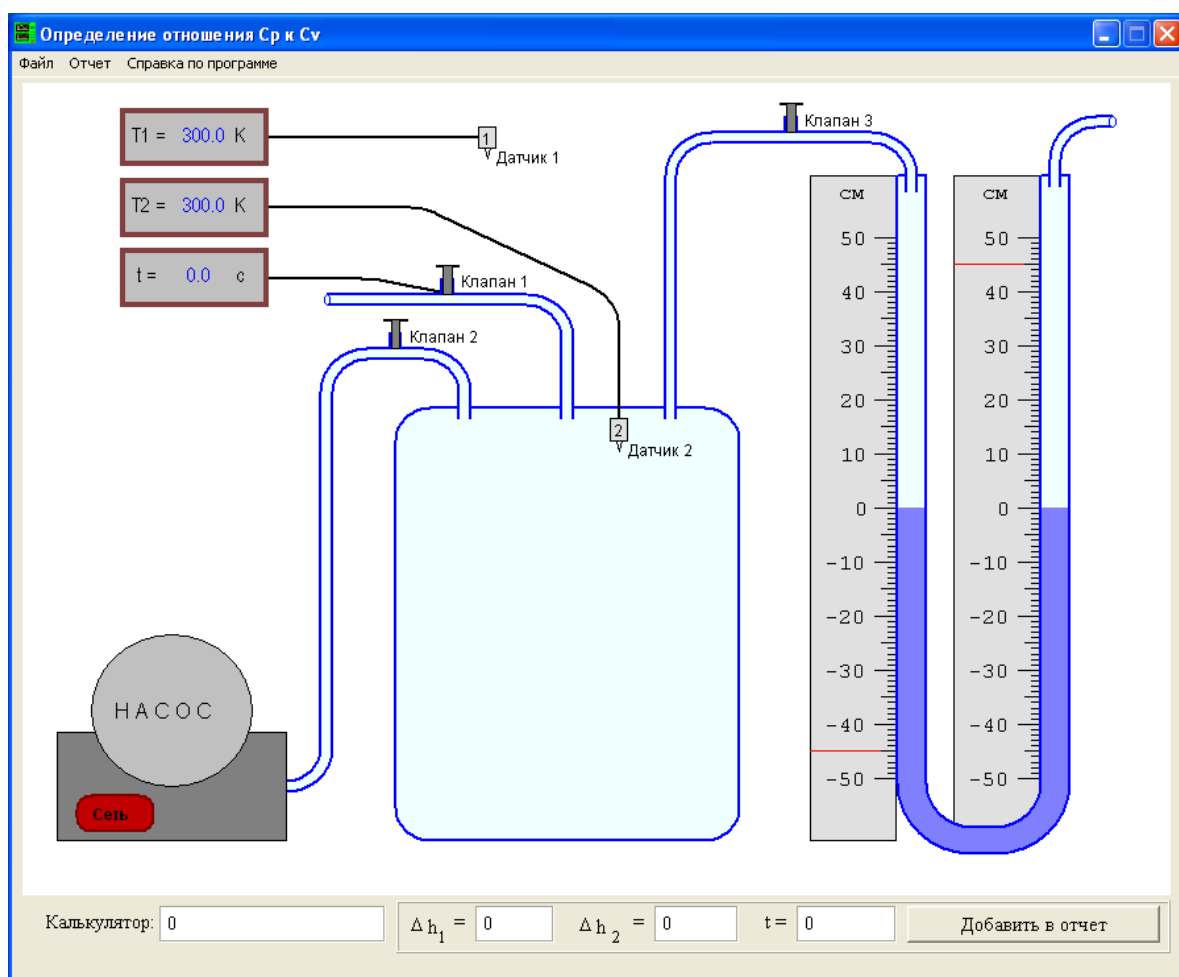 Определение отношения Cp к Cv
Файл Отчет Справка по программе
T1 = 300.0 K
1
Датчик 1
Клапан 3
T2 = 300.0 K
t = 0.0 с
Клапан 1
Клапан 2
2
Датчик 2
см
50
40
30
20
10
0
-10
-20
-30
-40
-50
см
50
40
30
20
10
0
-10
-20
-30
-40
-50
НАСОС
Сеть
Калькулятор: 0
Δ h1 = 0
Δ h2 = 0
t = 0
Добавить в отчет